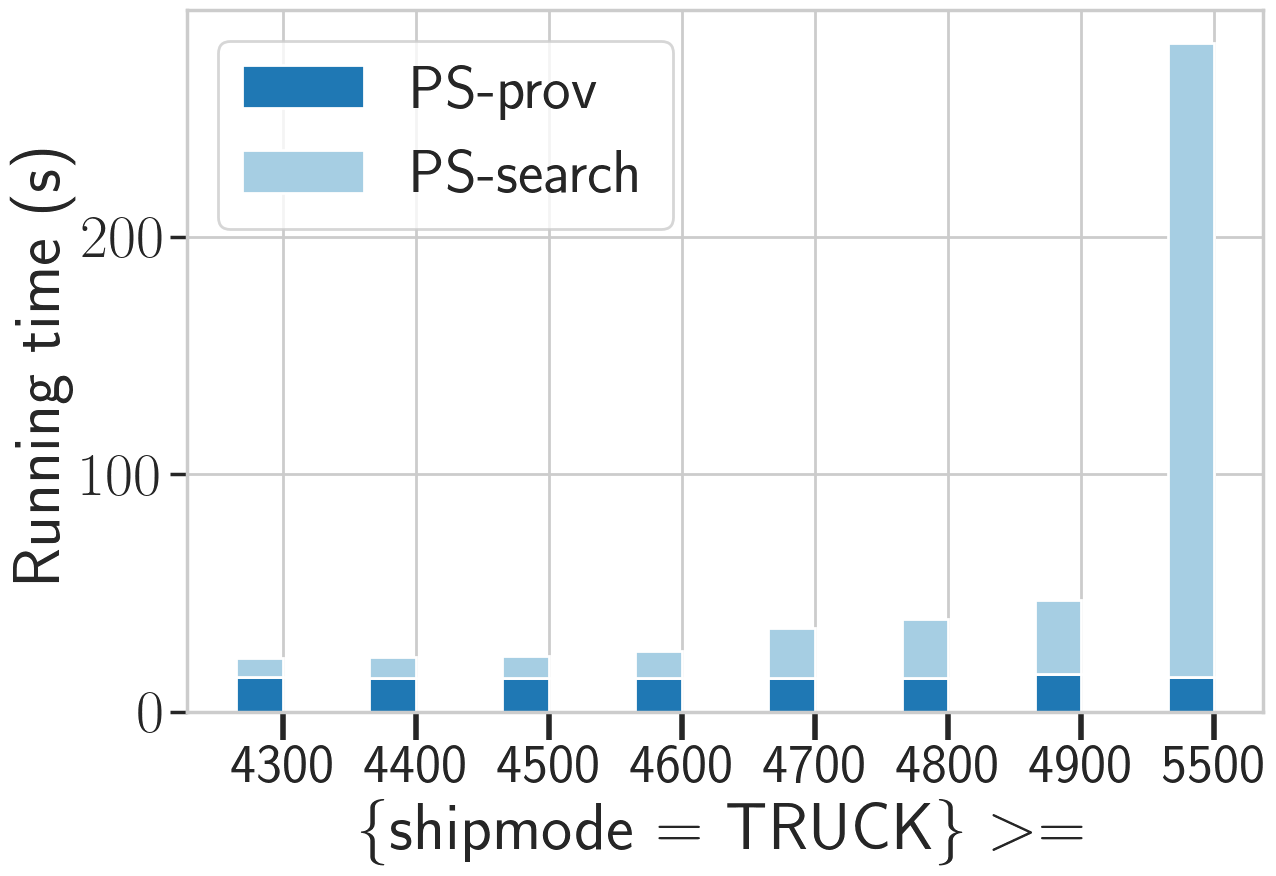 PS-prov
PS-search
Running time (s)
200
100
0
4300 4400 4500 4600 4700 4800 4900 5500
{shipmode = TRUCK} >=